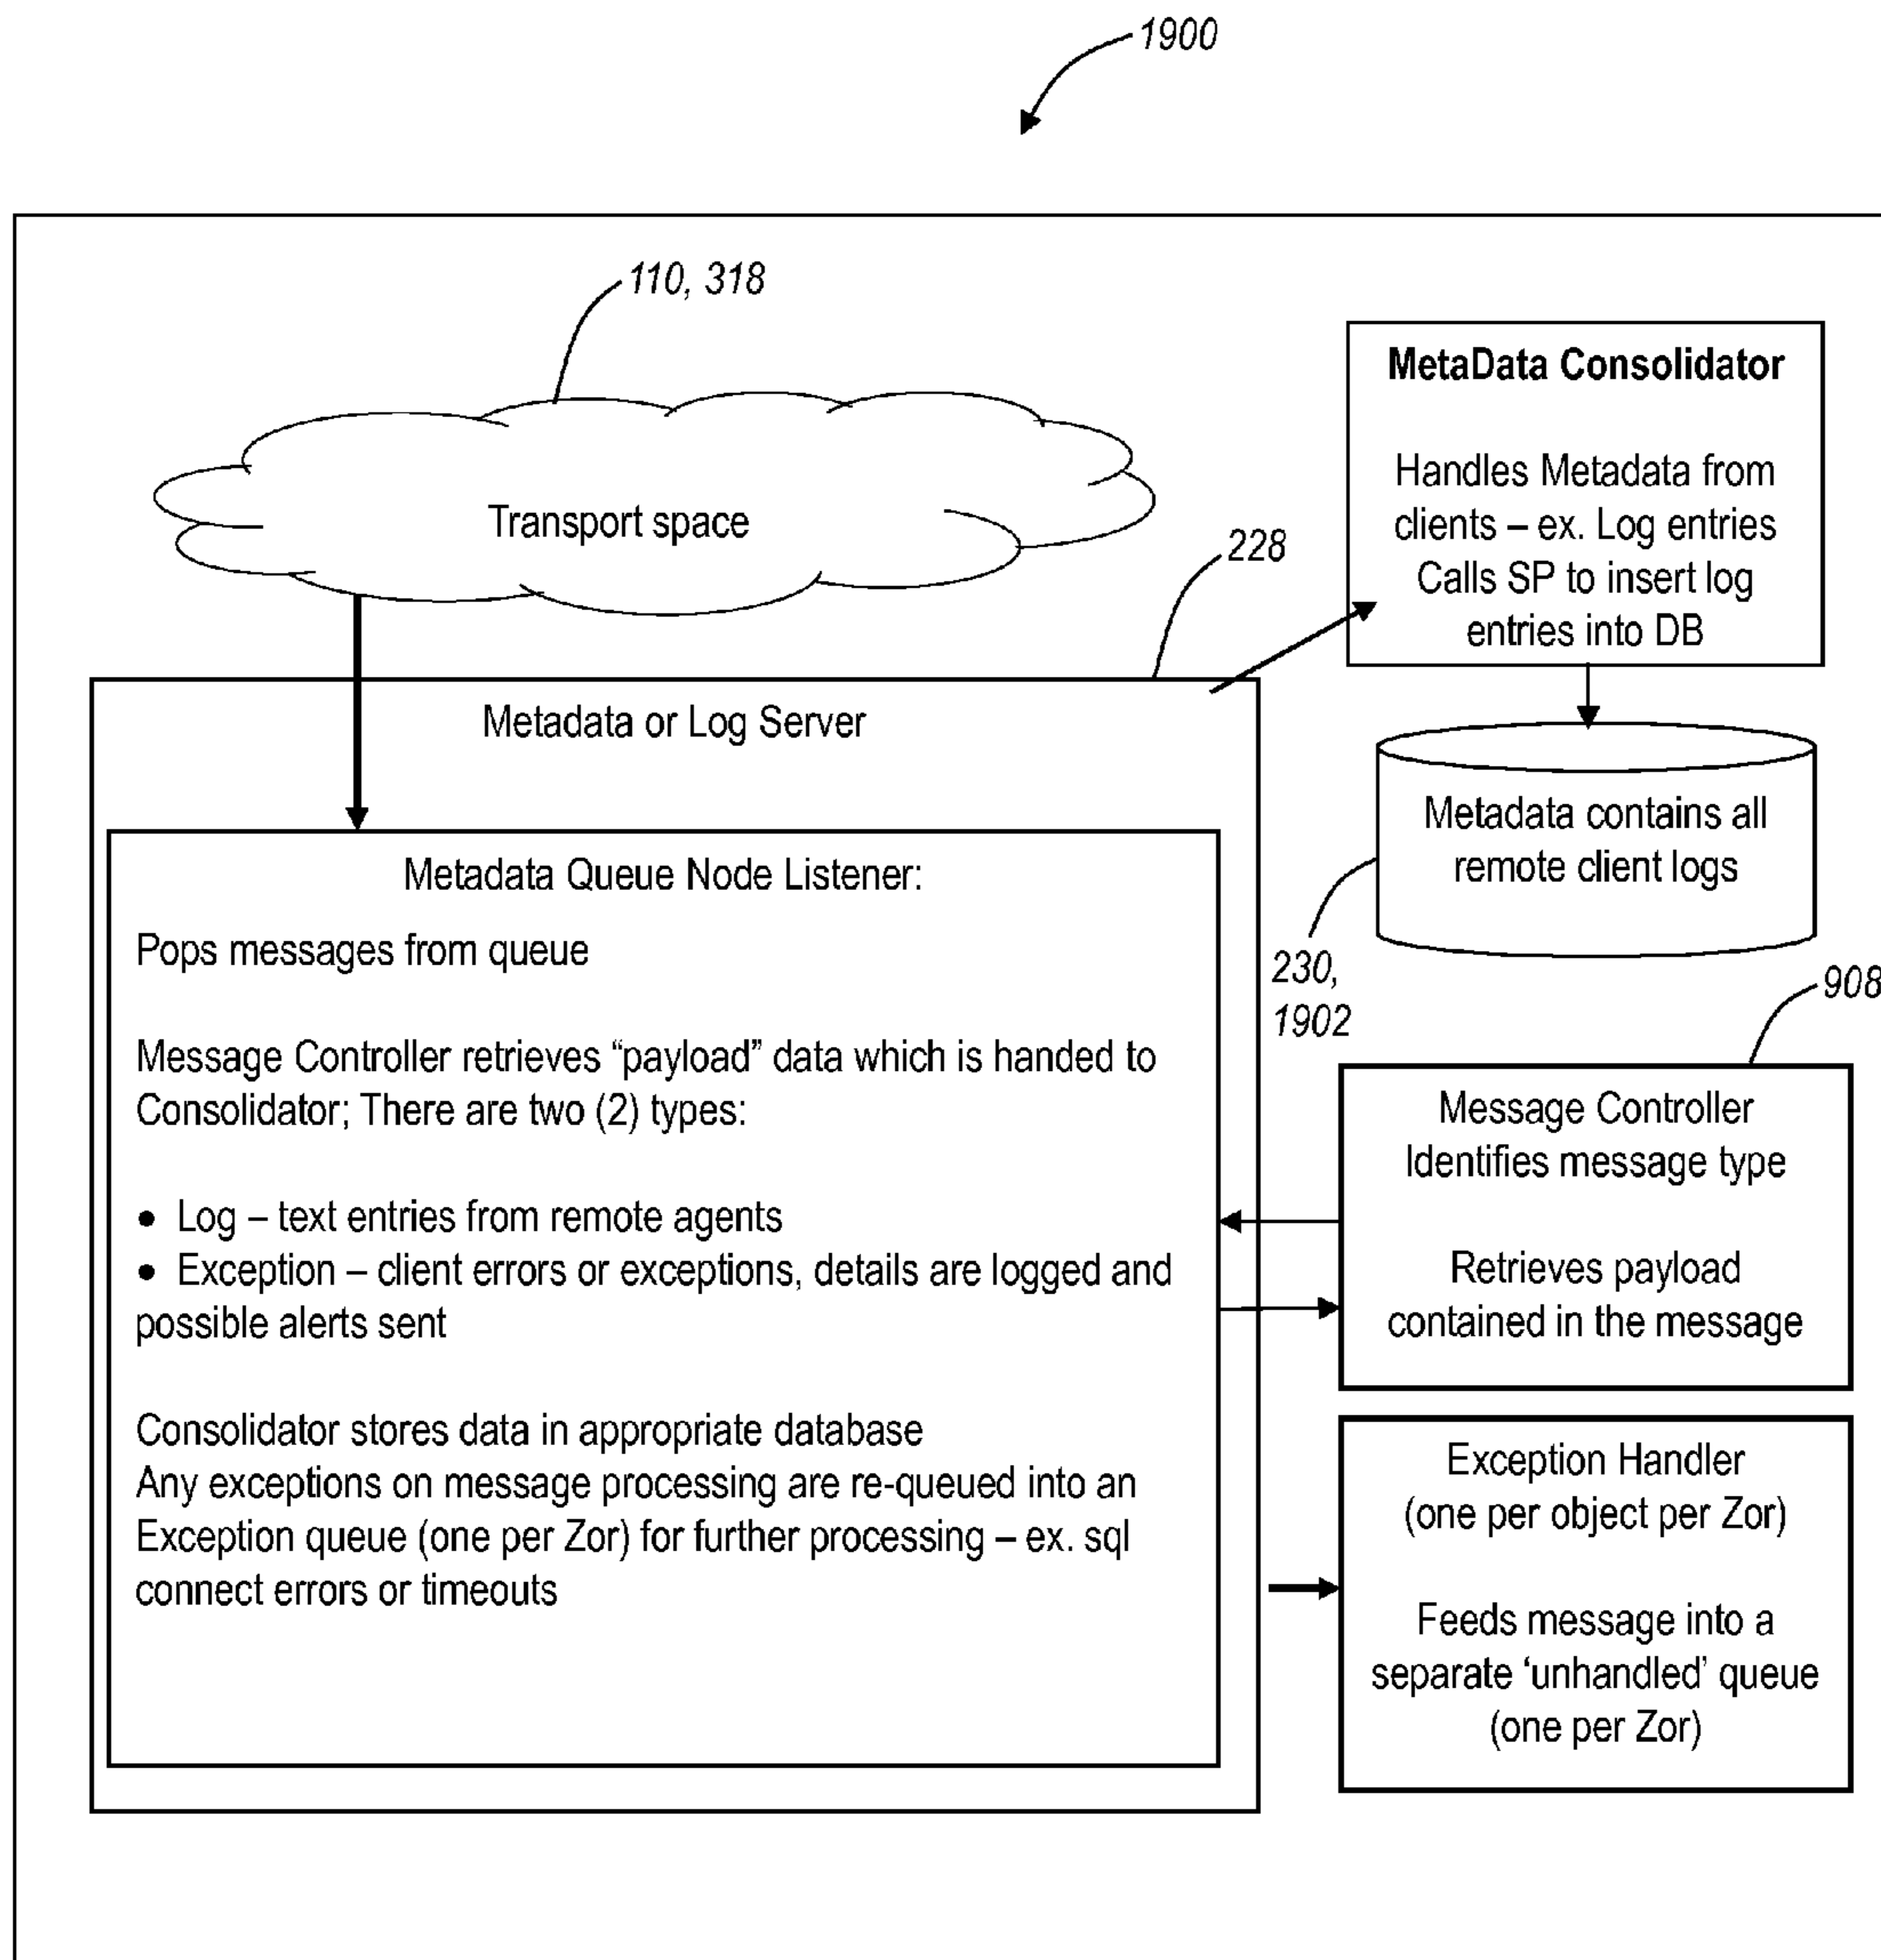 1900
110, 318
Transport space
MetaData Consolidator
Handles Metadata from
clients – ex. Log entries
Calls SP to insert log
entries into DB
228
Metadata or Log Server
Metadata contains all
remote client logs
230,
1902
Metadata Queue Node Listener:
Pops messages from queue
Message Controller retrieves “payload” data which is handed to
Consolidator; There are two (2) types:
• Log – text entries from remote agents
• Exception – client errors or exceptions, details are logged and
possible alerts sent
Consolidator stores data in appropriate database
Any exceptions on message processing are re-queued into an
Exception queue (one per Zor) for further processing – ex. sql
connect errors or timeouts
908
Message Controller
Identifies message type
Retrieves payload
contained in the message
Exception Handler
(one per object per Zor)
Feeds message into a
separate ‘unhandled’ queue
(one per Zor)